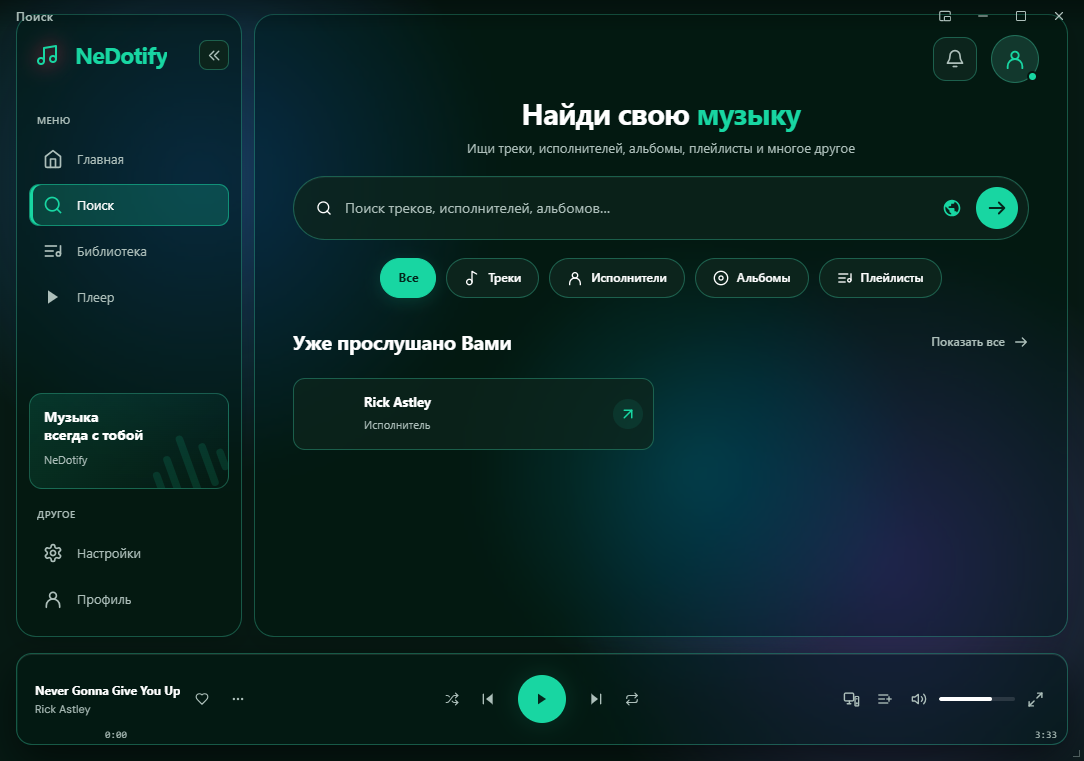 Поиск
NeDotify
МЕНЮ
Главная
Поиск
Библиотека
Плеер
Музыка
всегда с тобой
NeDotify
ДРУГОЕ
Настройки
Профиль
Найди свою музыку
Ищи треки, исполнителей, альбомы, плейлисты и многое другое
Поиск треков, исполнителей, альбомов...
Все
Треки
Исполнители
Альбомы
Плейлисты
Уже прослушано Вами
Показать все
Rick Astley
Исполнитель
Never Gonna Give You Up
Rick Astley
0:00
3:33